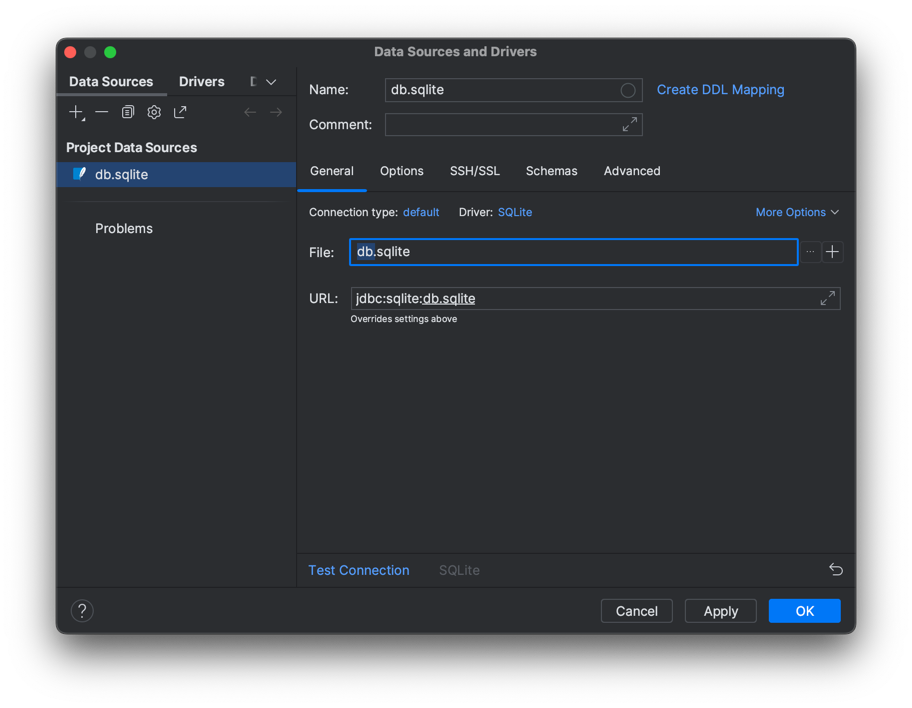 Data Sources and Drivers
Data Sources Drivers
Project Data Sources
db.sqlite
Problems
Name: db.sqlite Create DDL Mapping
Comment:
General Options SSH/SSL Schemas Advanced
Connection type: default Driver: SQLite More Options
File: db.sqlite ...
URL: jdbc:sqlite:db.sqlite
Overrides settings above
Test Connection SQLite
? Cancel Apply OK